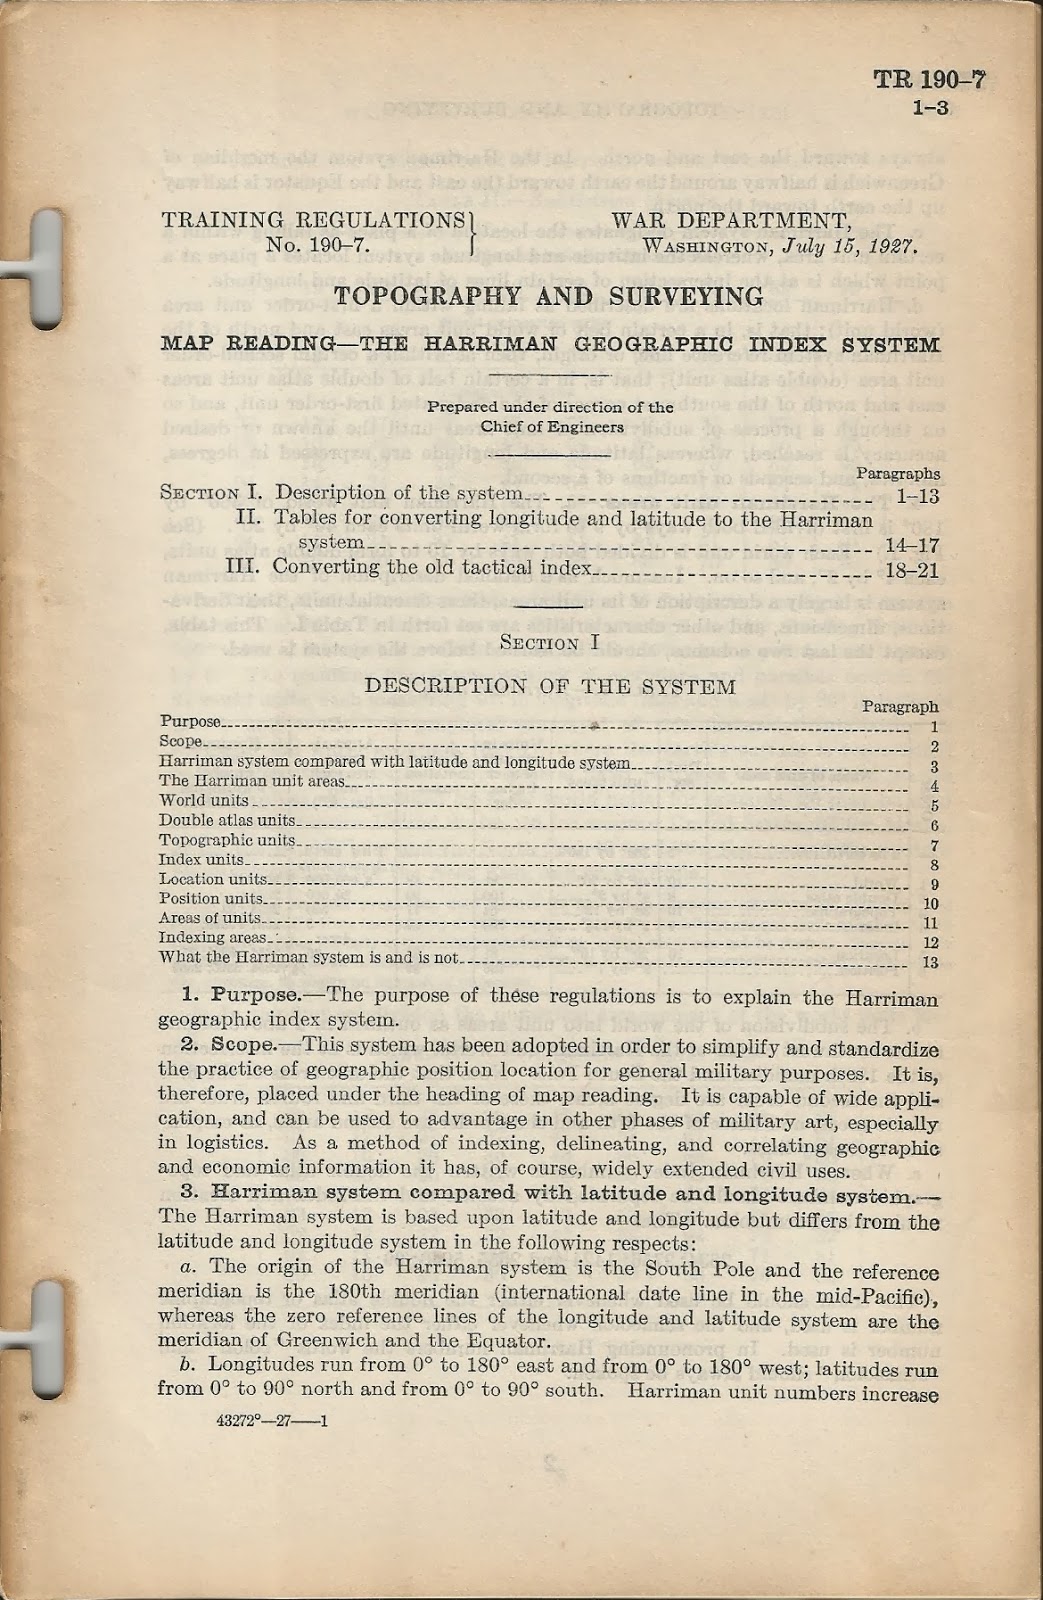 TR 190–7
1–3
TRAINING REGULATIONS} WAR DEPARTMENT,
No. 190–7. WASHINGTON, July 15, 1927.
TOPOGRAPHY AND SURVEYING
MAP READING—THE HARRIMAN GEOGRAPHIC INDEX SYSTEM
Prepared under direction of the
Chief of Engineers
Paragraphs
SECTION I. Description of the system 1–13
II. Tables for converting longitude and latitude to the Harriman
system 14–17
III. Converting the old tactical index 18–21
SECTION I
DESCRIPTION OF THE SYSTEM
Paragraph
Purpose 1
Scope 2
Harriman system compared with latitude and longitude system 3
The Harriman unit areas 4
World units 5
Double atlas units 6
Topographic units 7
Index units 8
Location units 9
Position units 10
Areas of units 11
Indexing areas 12
What the Harriman system is and is not 13
1. Purpose.—The purpose of these regulations is to explain the Harriman
geographic index system.
2. Scope.—This system has been adopted in order to simplify and standardize
the practice of geographic position location for general military purposes. It is,
therefore, placed under the heading of map reading. It is capable of wide appli-
cation, and can be used to advantage in other phases of military art, especially
in logistics. As a method of indexing, delineating, and correlating geographic
and economic information it has, of course, widely extended civil uses.
3. Harriman system compared with latitude and longitude system.—
The Harriman system is based upon latitude and longitude but differs from the
latitude and longitude system in the following respects:
a. The origin of the Harriman system is the South Pole and the reference
meridian is the 180th meridian (international date line in the mid-Pacific),
whereas the zero reference lines of the longitude and latitude system are the
meridian of Greenwich and the Equator.
b. Longitudes run from 0° to 180° east and from 0° to 180° west; latitudes run
from 0° to 90° north and from 0° to 90° south. Harriman unit numbers increase
43272°—27——1